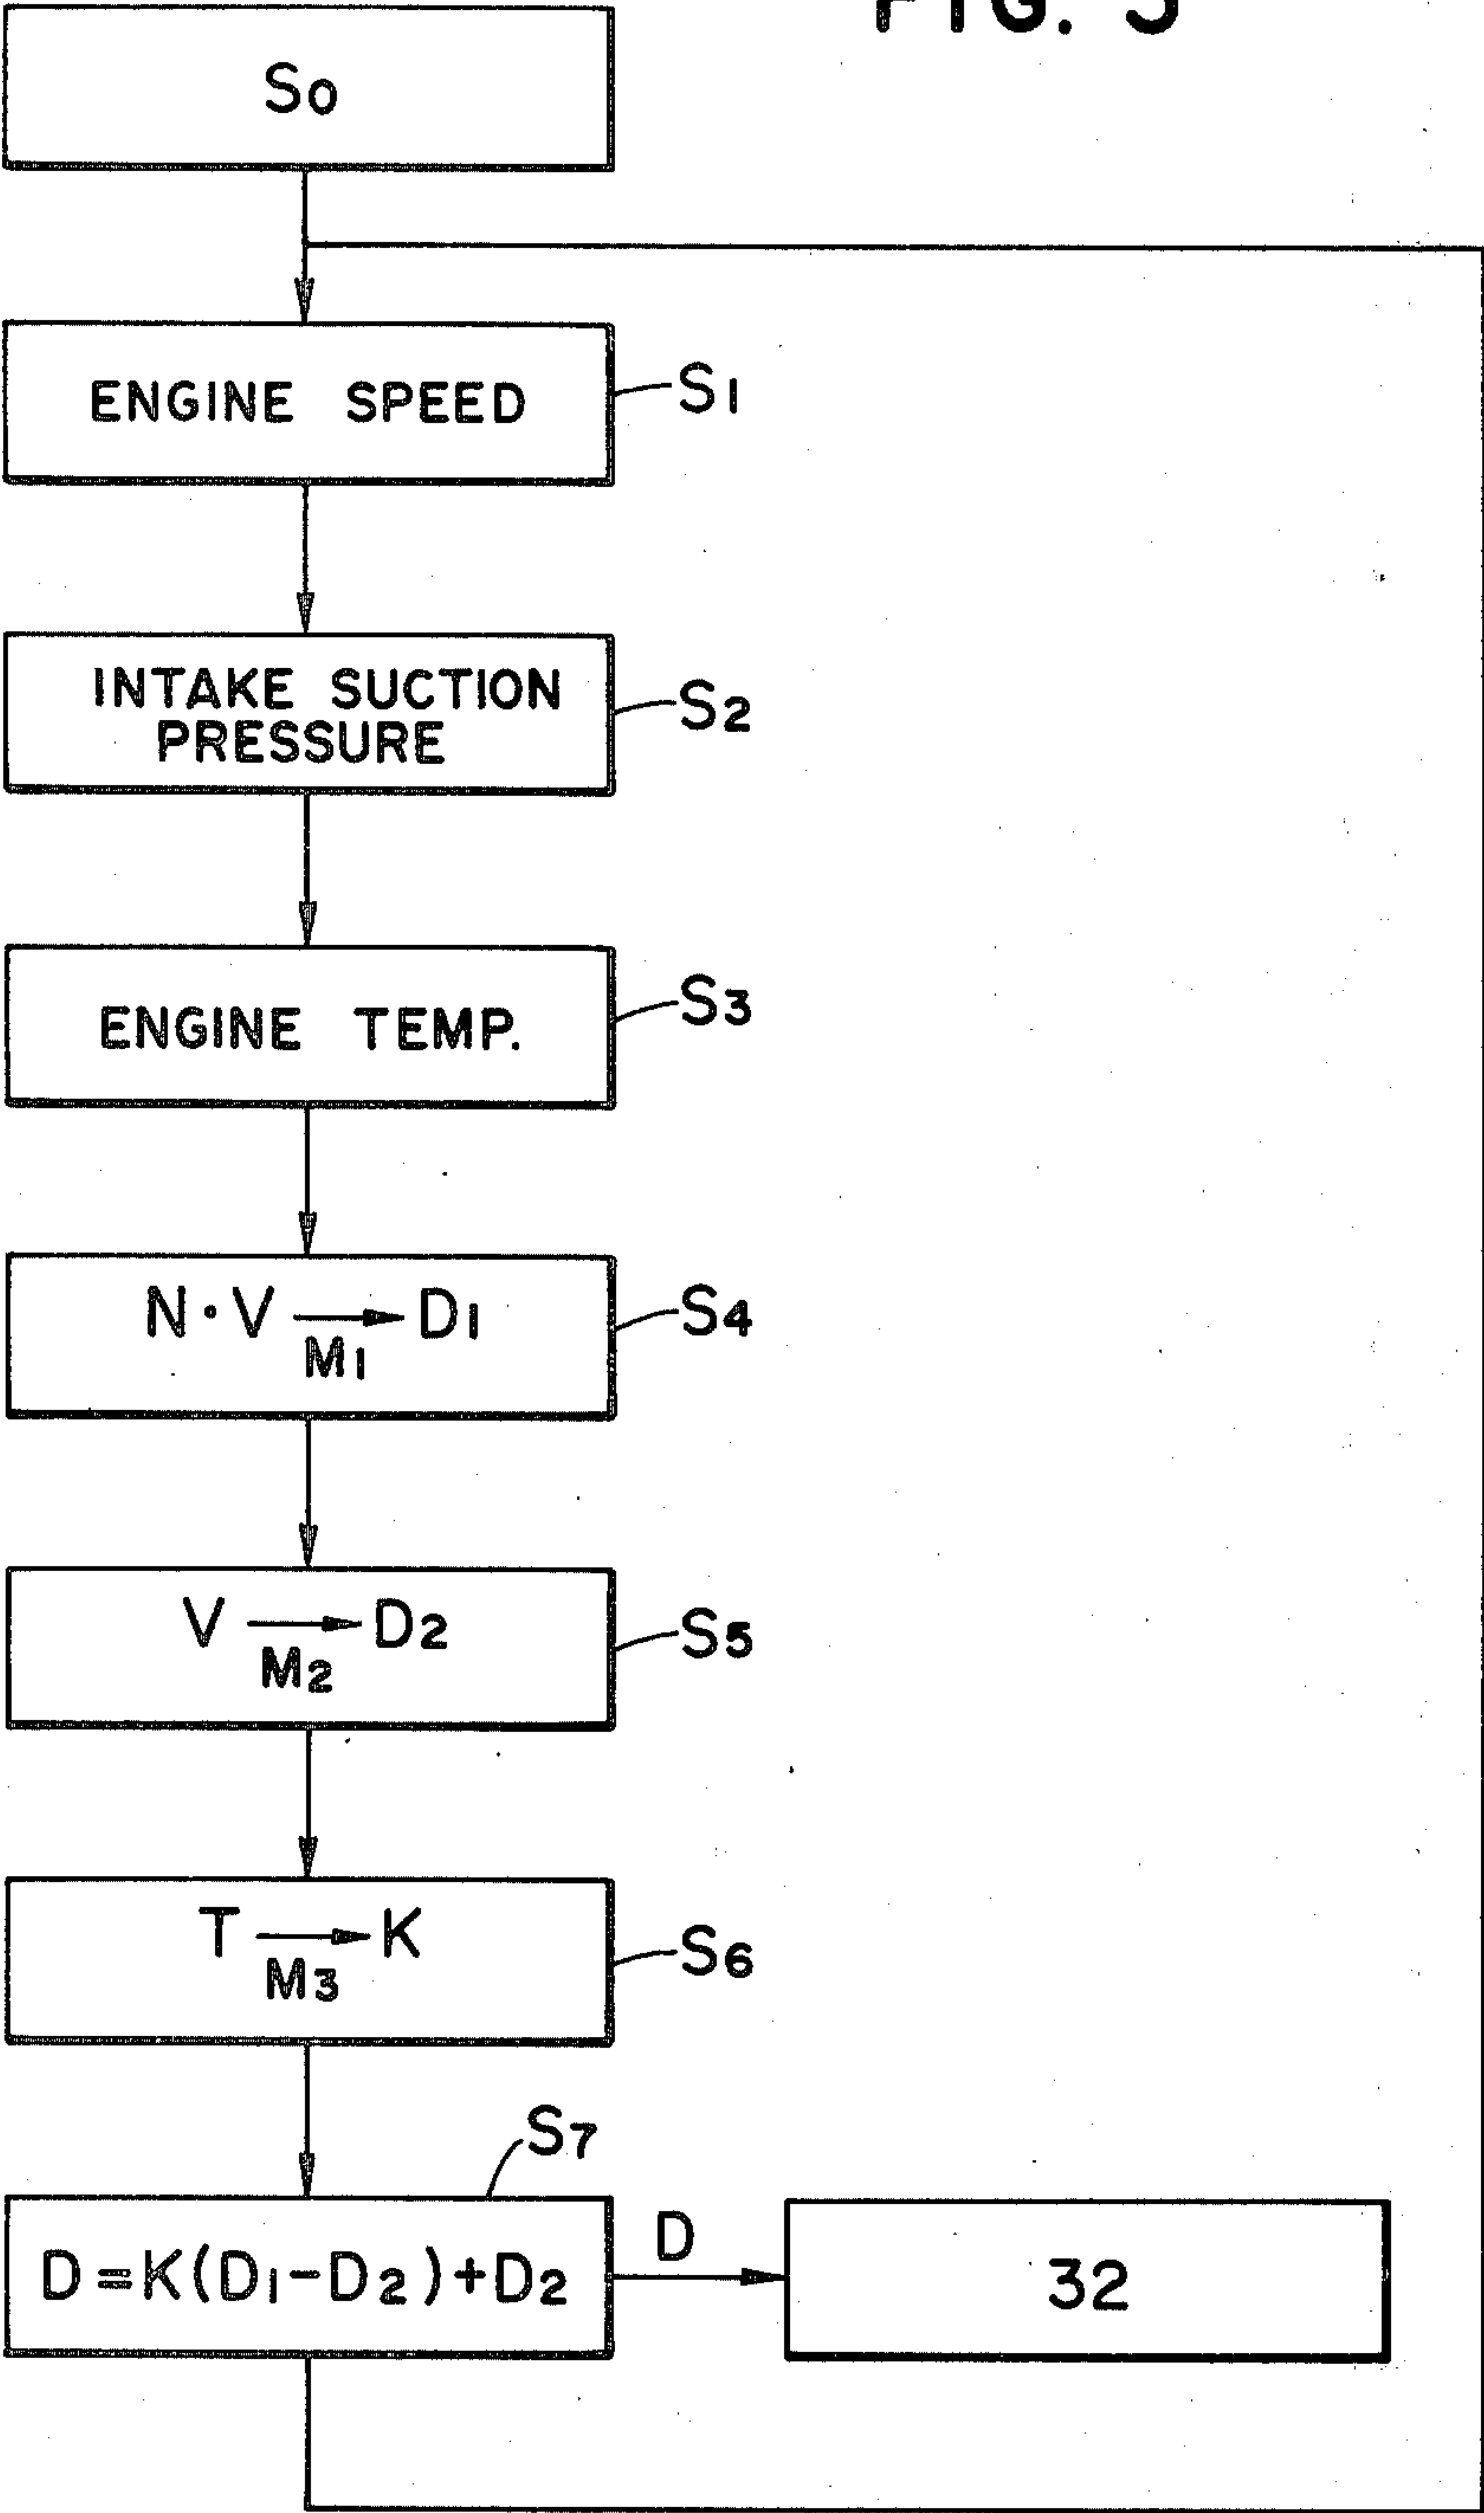 FIG. 5
S0
ENGINE SPEED
S1
INTAKE SUCTION
PRESSURE
S2
ENGINE TEMP.
S3
N·V → D1
M1
S4
V → D2
M2
S5
T → K
M3
S6
S7
D=K(D1-D2)+D2
D
32